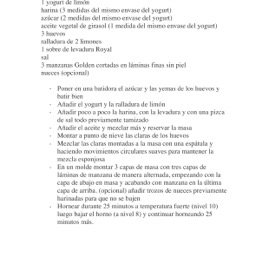 1 yogurt de limón
harina (3 medidas del mismo envase del yogurt)
azúcar (2 medidas del mismo envase del yogurt)
aceite vegetal de girasol (1 medida del mismo envase del yogurt)
3 huevos
ralladura de 2 limones
1 sobre de levadura Royal
sal
3 manzanas Golden cortadas en láminas finas sin piel
nueces (opcional)
- Poner en una batidora el azúcar y las yemas de los huevos y
batir bien
- Añadir el yogurt y la ralladura de limón
- Añadir poco a poco la harina, con la levadura y con una pizca
de sal todo previamente tamizado
- Añadir el aceite y mezclar más y reservar la masa
- Montar a punto de nieve las claras de los huevos
- Mezclar las claras montadas a la masa con una espátula y
haciendo movimientos circulares suaves para mantener la
mezcla esponjosa
- En un molde montar 3 capas de masa con tres capas de
láminas de manzana de manera alternada, empezando con la
capa de abajo en masa y acabando con manzana en la última
capa de arriba. (opcional) añadir trozos de nueces previamente
harinadas para que no se bajen
- Hornear durante 25 minutos a temperatura fuerte (nivel 10)
luego bajar el horno (a nivel 8) y continuar horneando 25
minutos más.